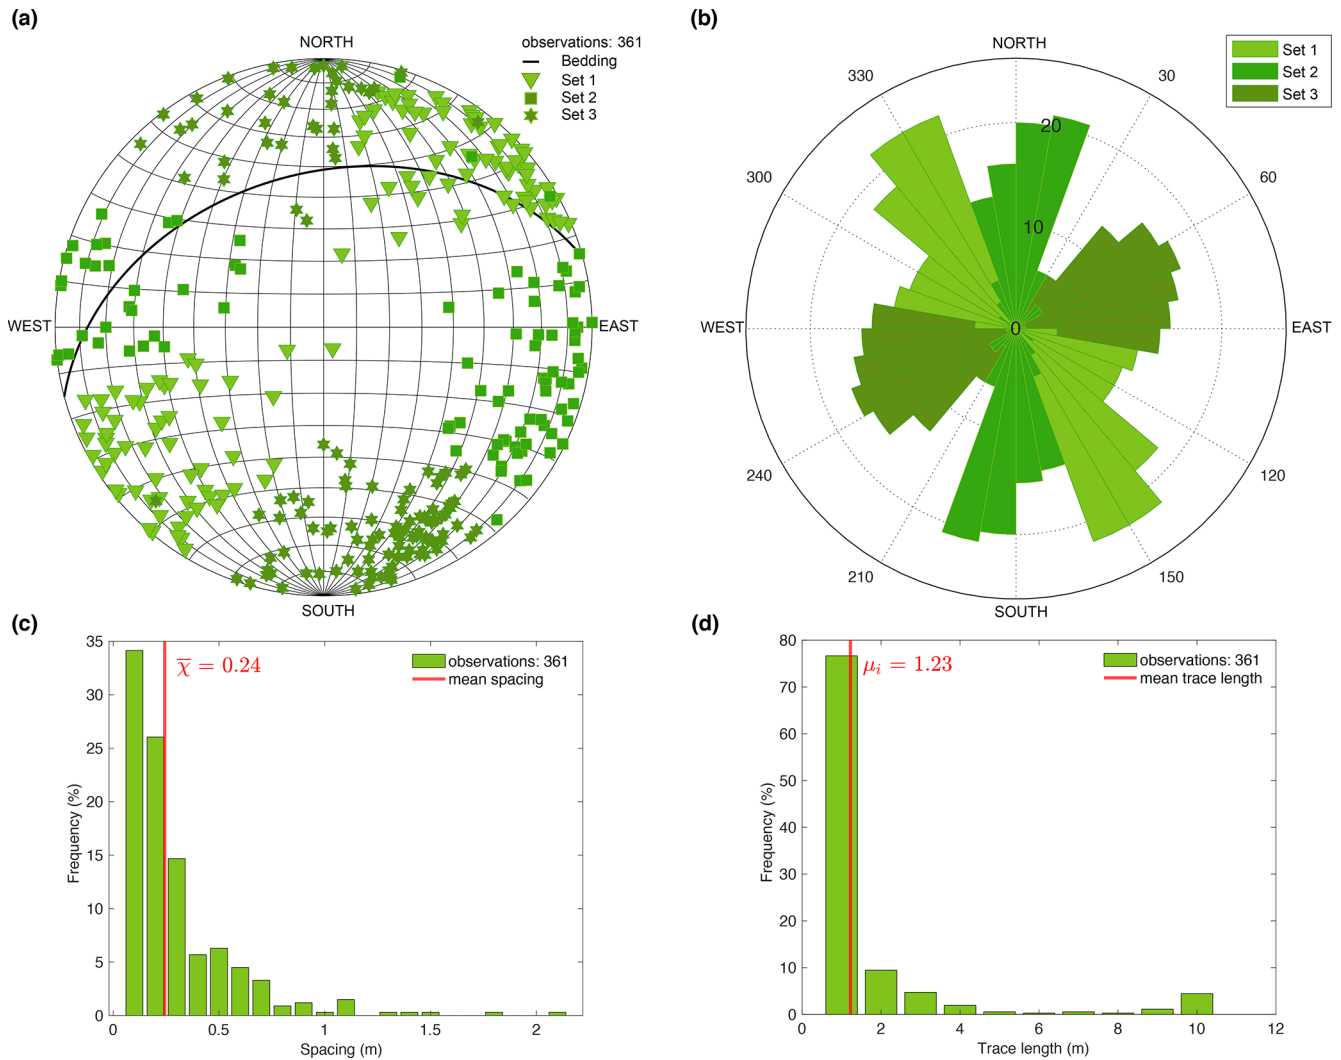 (a)
NORTH
observations: 361
Bedding
Set 1
Set 2
Set 3
WEST
EAST
SOUTH
(b)
NORTH
Set 1
Set 2
Set 3
330
30
20
300
60
10
WEST
0
EAST
240
120
210
150
SOUTH
(c)
35
30
25
20
15
10
5
0
Frequency (%)
χ̅ = 0.24
observations: 361
mean spacing
0
0.5
1
1.5
2
Spacing (m)
(d)
80
70
60
50
40
30
20
10
0
Frequency (%)
μᵢ = 1.23
observations: 361
mean trace length
0
2
4
6
8
10
12
Trace length (m)